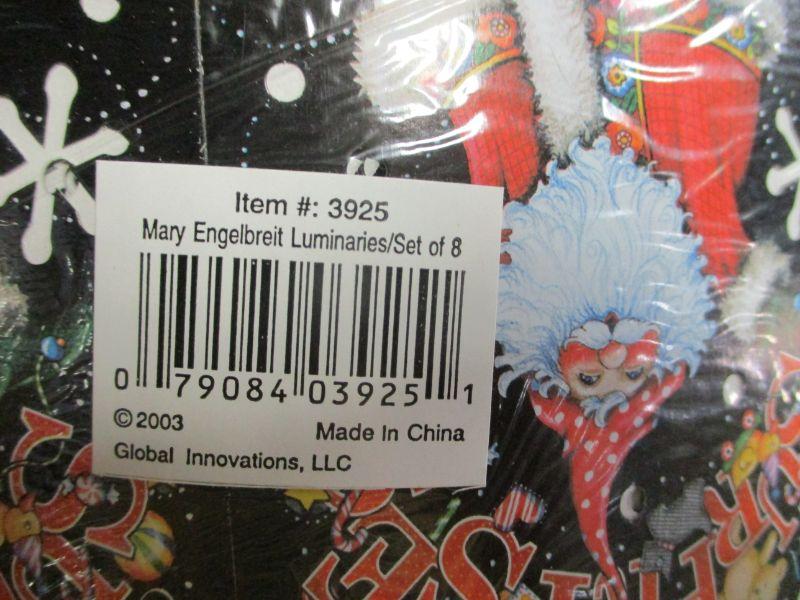 Item #: 3925
Mary Engelbreit Luminaries/Set of 8
0 79084 03925 1
©2003
Made In China
Global Innovations, LLC